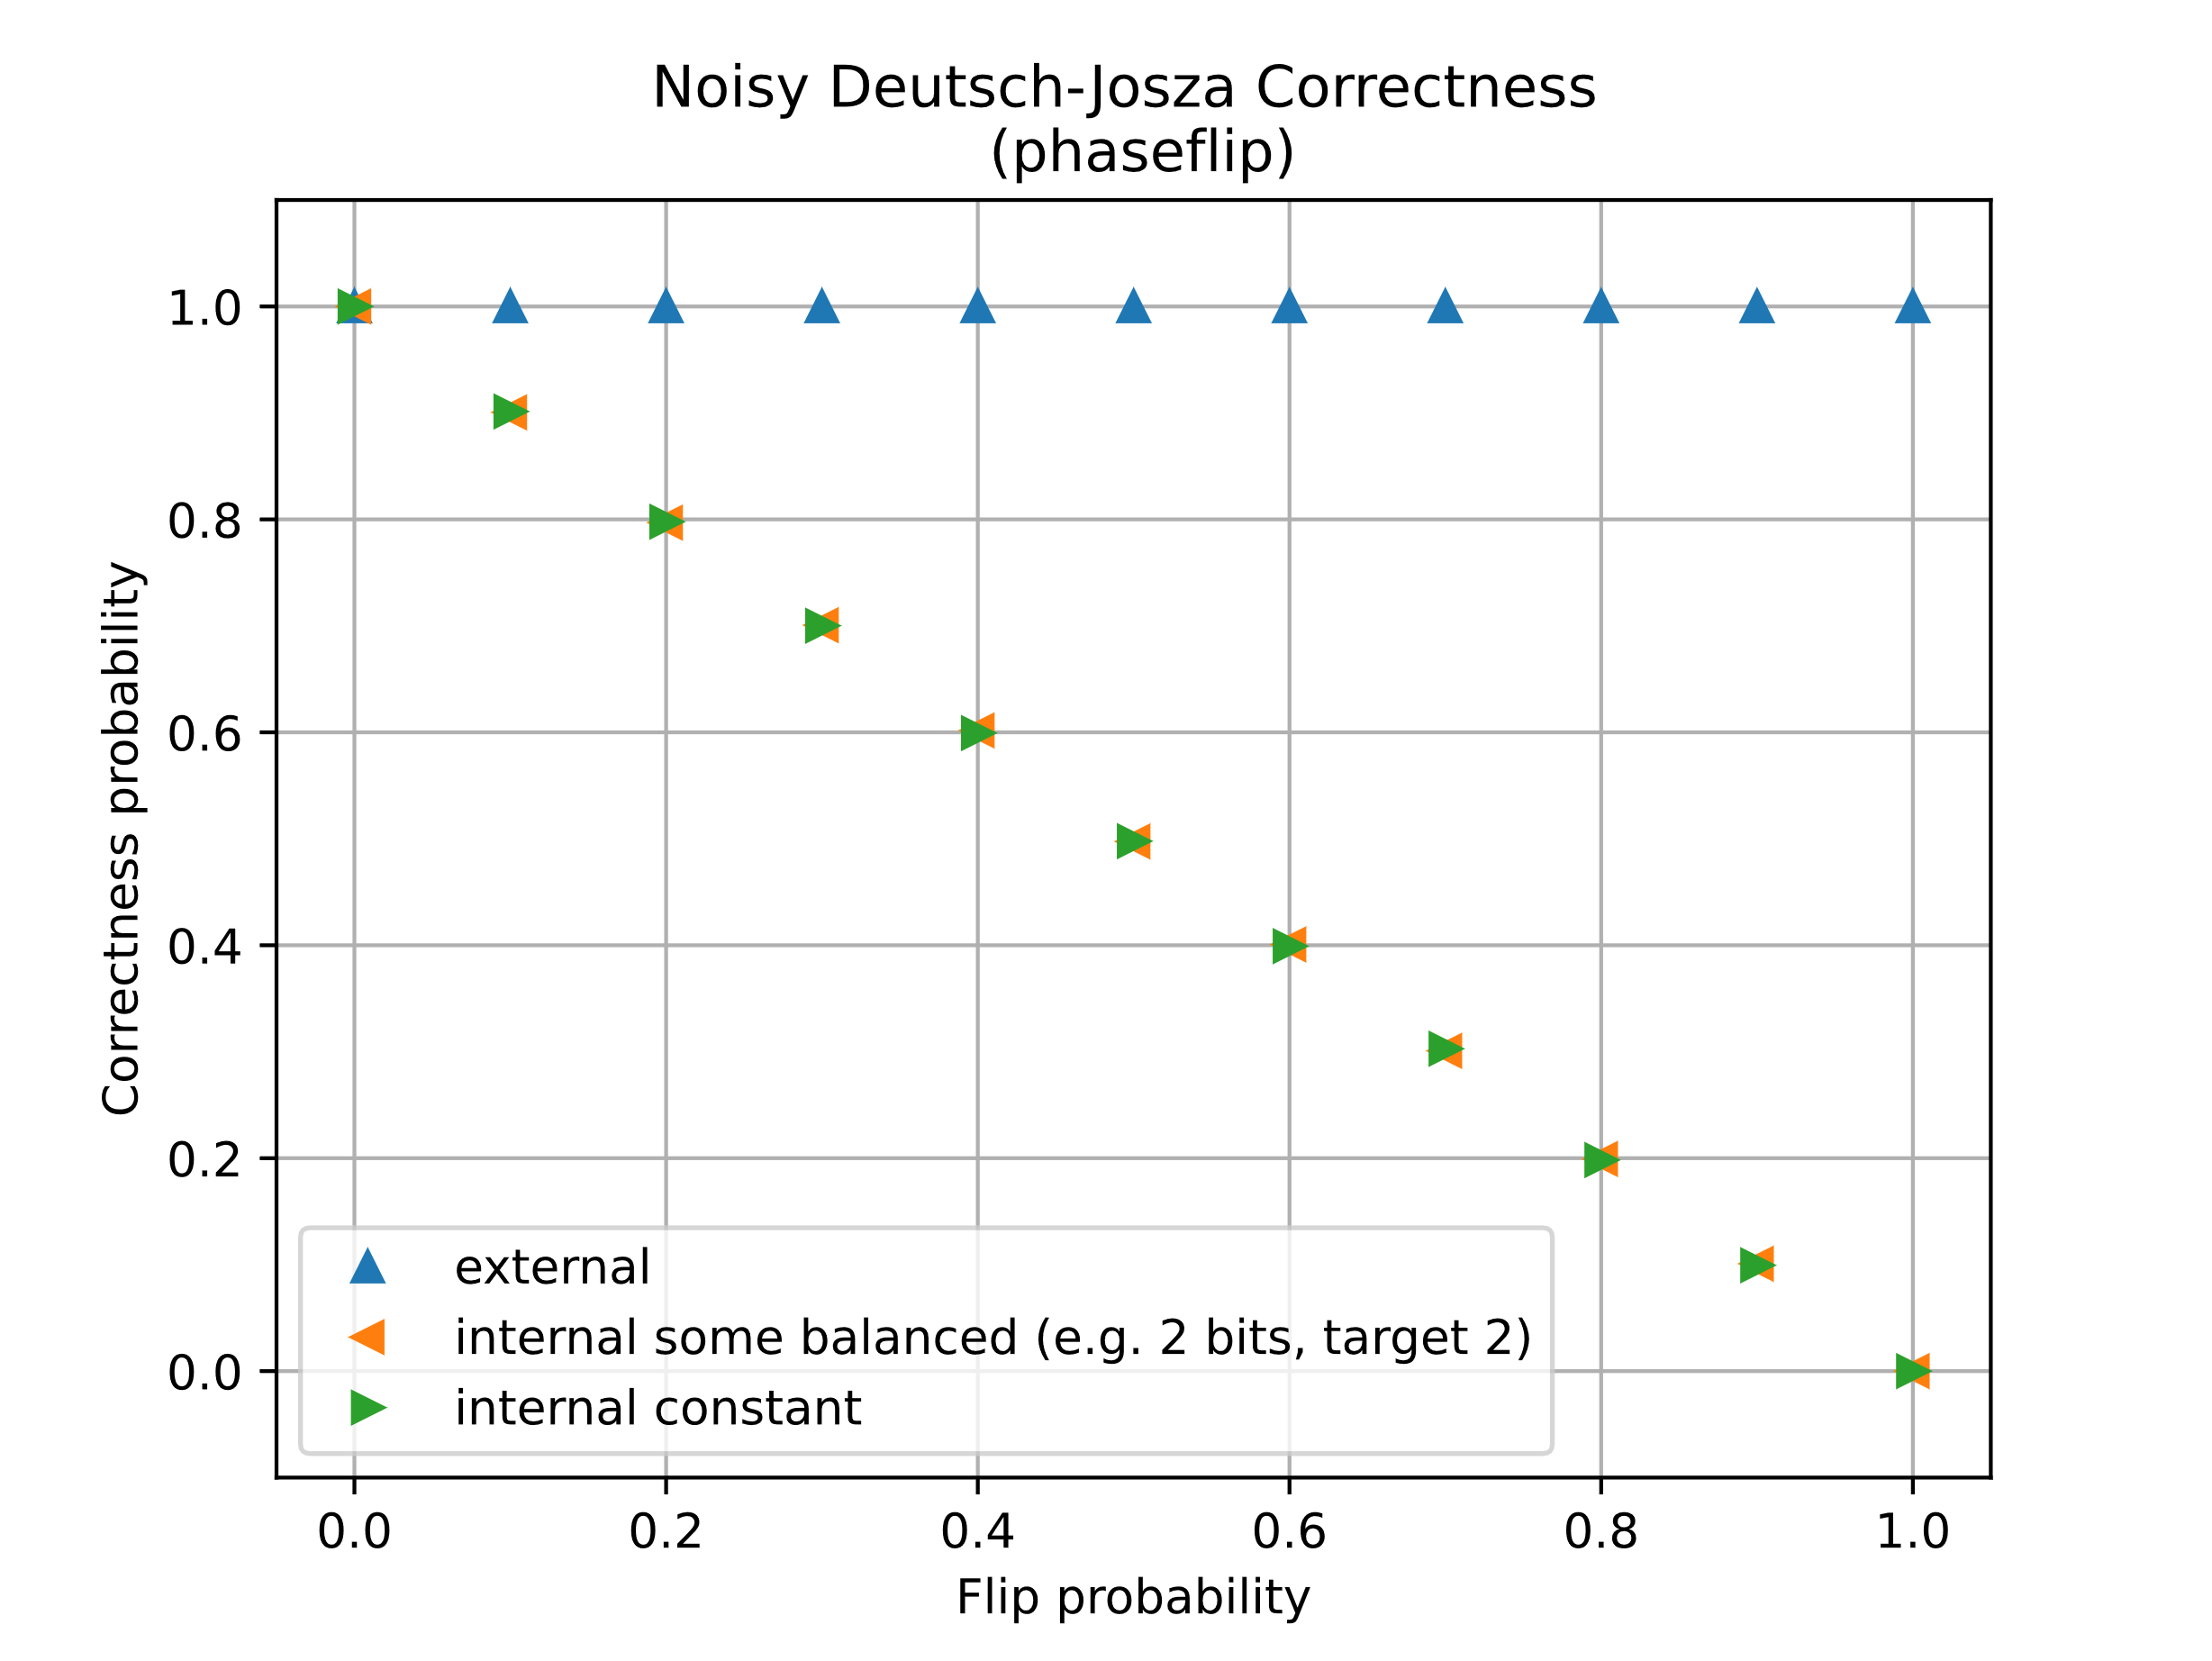 Noisy Deutsch-Josza Correctness
(phaseflip)
Correctness probability
1.0
0.8
0.6
0.4
0.2
0.0
external
internal some balanced (e.g. 2 bits, target 2)
internal constant
0.0 0.2 0.4 0.6 0.8 1.0
Flip probability